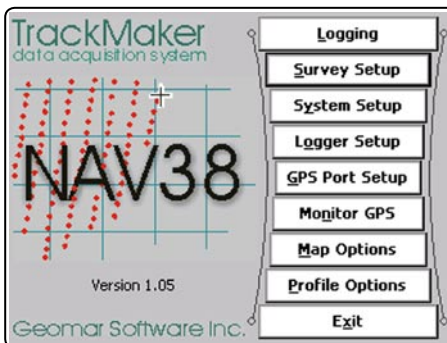 TrackMaker
data acquisition system
NAV38
Version 1.05
Geomar Software Inc.
Logging
Survey Setup
System Setup
Logger Setup
GPS Port Setup
Monitor GPS
Map Options
Profile Options
Exit